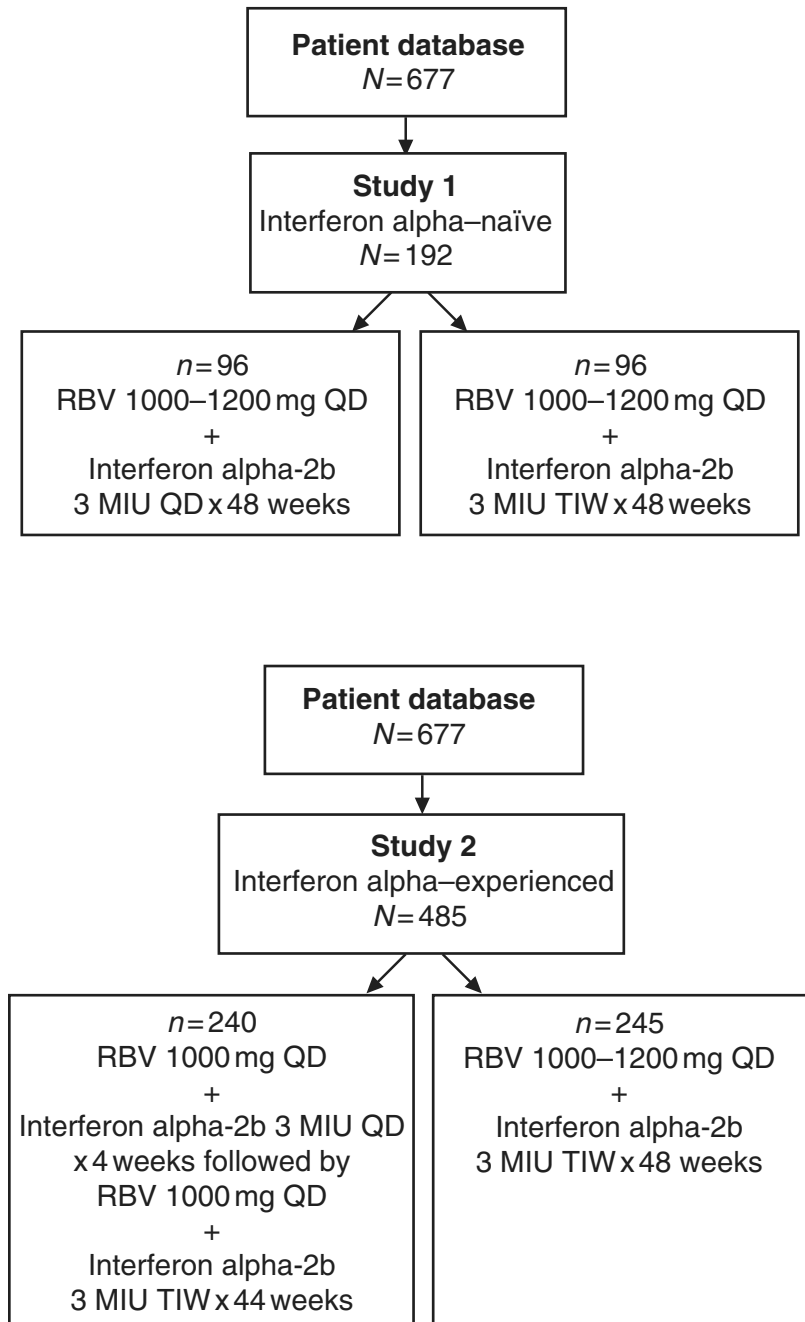 Patient database
N=677
Study 1
Interferon alpha–naïve
N=192
n=96
RBV 1000–1200 mg QD
+
Interferon alpha-2b
3 MIU QD x 48 weeks
n=96
RBV 1000–1200 mg QD
+
Interferon alpha-2b
3 MIU TIW x 48 weeks
Patient database
N=677
Study 2
Interferon alpha–experienced
N=485
n=240
RBV 1000 mg QD
+
Interferon alpha-2b 3 MIU QD
x 4 weeks followed by
RBV 1000 mg QD
+
Interferon alpha-2b
3 MIU TIW x 44 weeks
n=245
RBV 1000–1200 mg QD
+
Interferon alpha-2b
3 MIU TIW x 48 weeks